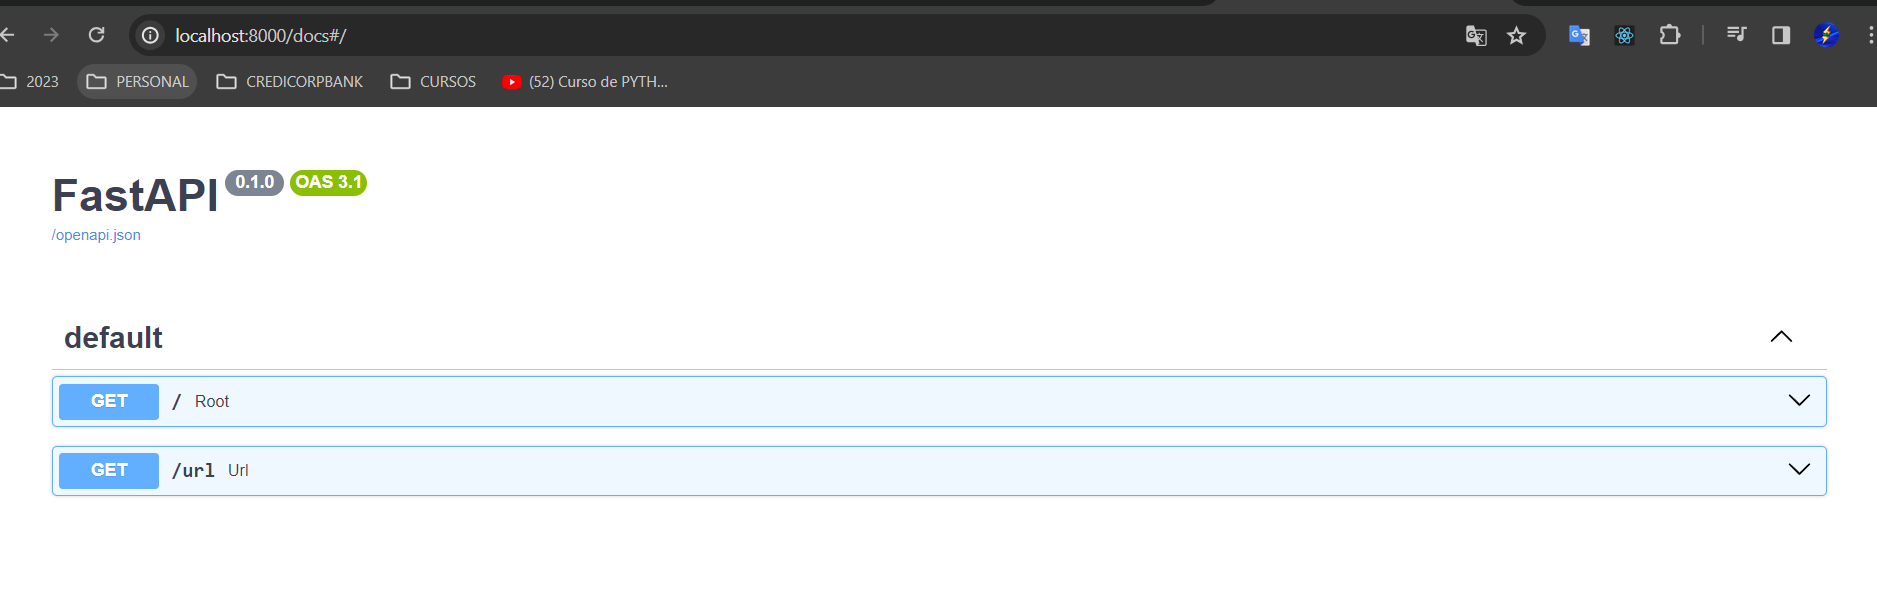 localhost:8000/docs#/
2023 PERSONAL CREDICORPBANK CURSOS (52) Curso de PYTH...
FastAPI 0.1.0 OAS 3.1
/openapi.json
default
GET / Root
GET /url Url